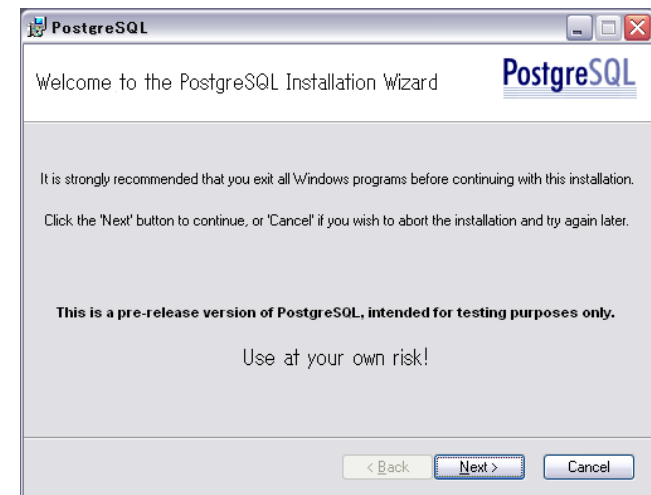 PostgreSQL
Welcome to the PostgreSQL Installation Wizard
PostgreSQL
It is strongly recommended that you exit all Windows programs before continuing with this installation.
Click the 'Next' button to continue, or 'Cancel' if you wish to abort the installation and try again later.
This is a pre-release version of PostgreSQL, intended for testing purposes only.
Use at your own risk!
< Back
Next >
Cancel